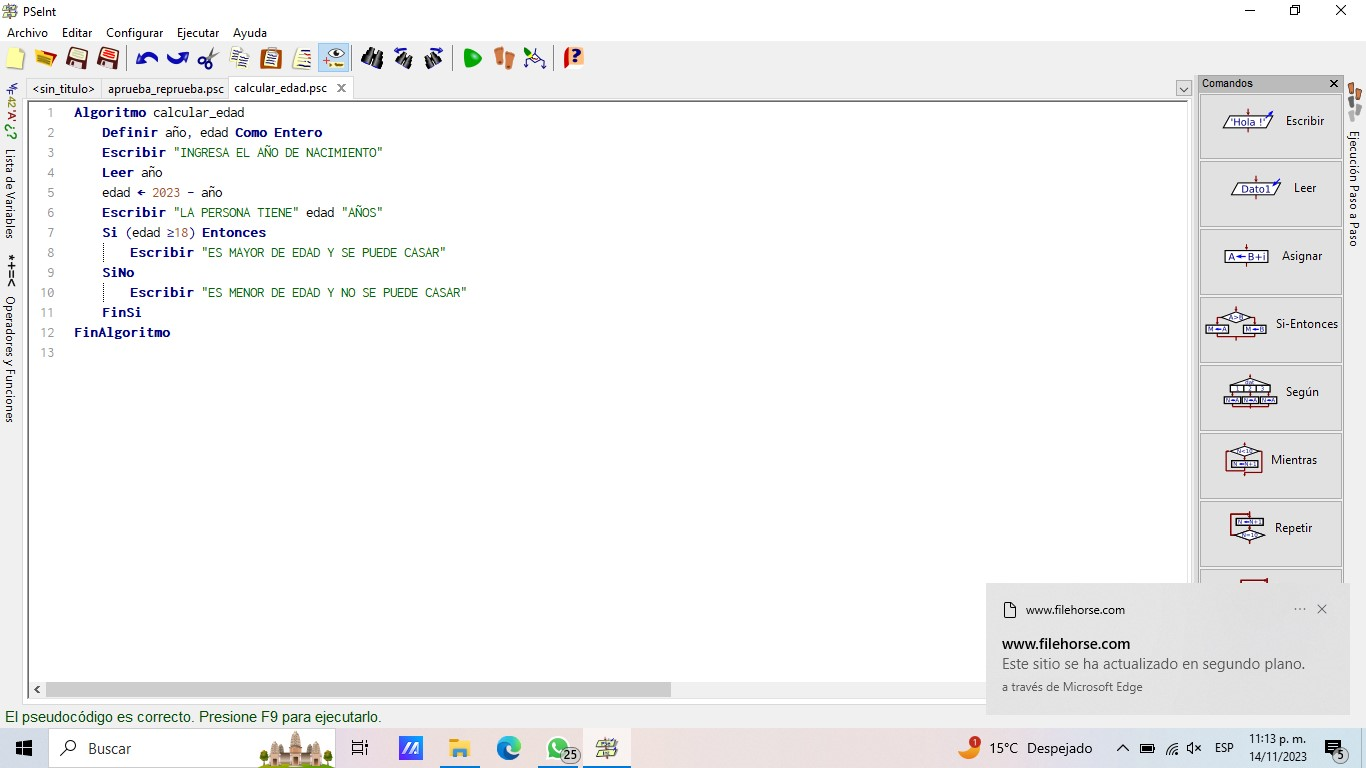 PSeInt
Archivo Editar Configurar Ejecutar Ayuda
<sin_titulo> aprueba_reprueba.psc calcular_edad.psc
1 Algoritmo calcular_edad
2 Definir año, edad Como Entero
3 Escribir "INGRESA EL AÑO DE NACIMIENTO"
4 Leer año
5 edad ← 2023 - año
6 Escribir "LA PERSONA TIENE" edad "AÑOS"
7 Si (edad ≥18) Entonces
8 Escribir "ES MAYOR DE EDAD Y SE PUEDE CASAR"
9 SiNo
10 Escribir "ES MENOR DE EDAD Y NO SE PUEDE CASAR"
11 FinSi
12 FinAlgoritmo
13
Lista de Variables
*+=< Operadores y Funciones
Comandos
'Hola !' Escribir
Dato1 Leer
A←B+i Asignar
A>B M←A M←B Si-Entonces
1 2 3 Según
Mientras
Repetir
Ejecución Paso a Paso
www.filehorse.com
www.filehorse.com
Este sitio se ha actualizado en segundo plano.
a través de Microsoft Edge
El pseudocódigo es correcto. Presione F9 para ejecutarlo.
Buscar
25
1
15°C Despejado
ESP
11:13 p. m.
14/11/2023
5